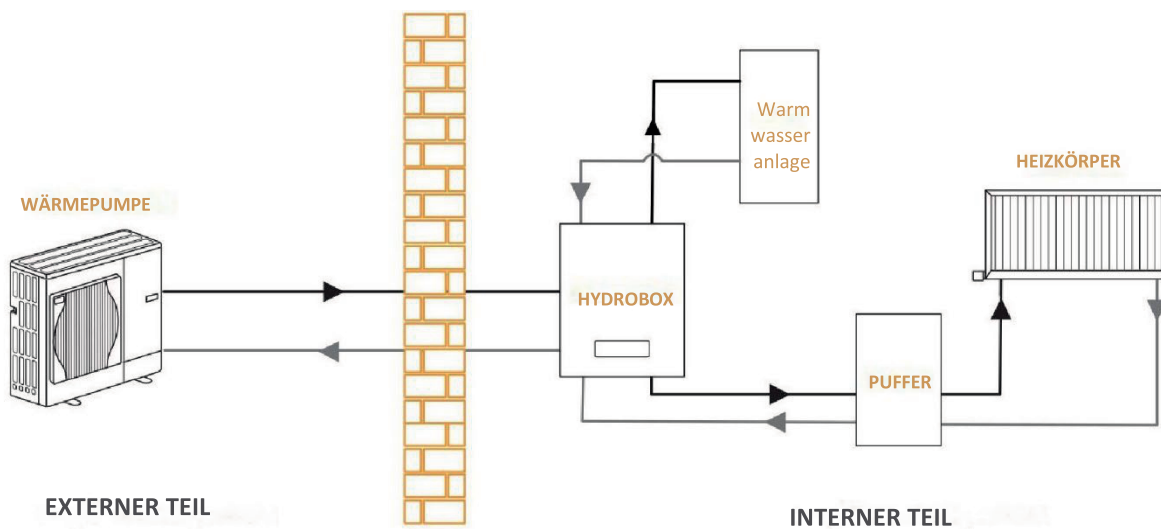 Warm
wasser
anlage
HEIZKÖRPER
WÄRMEPUMPE
HYDROBOX
PUFFER
EXTERNER TEIL
INTERNER TEIL